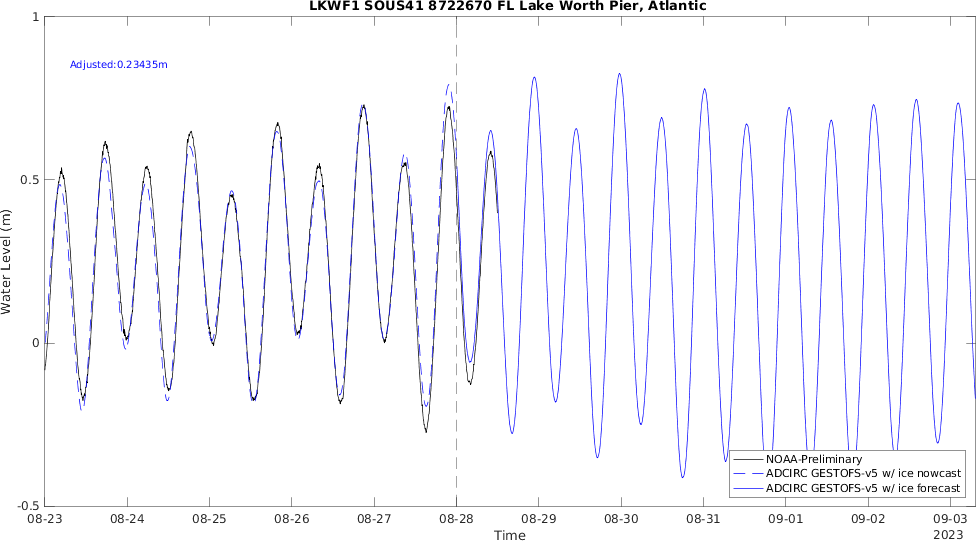 LKWF1 SOUS41 8722670 FL Lake Worth Pier, Atlantic
Adjusted:0.23435m
Water Level (m)
1
0.5
0
-0.5
NOAA-Preliminary
ADCIRC GESTOFS-v5 w/ ice nowcast
ADCIRC GESTOFS-v5 w/ ice forecast
08-23 08-24 08-25 08-26 08-27 08-28 08-29 08-30 08-31 09-01 09-02 09-03
Time
2023